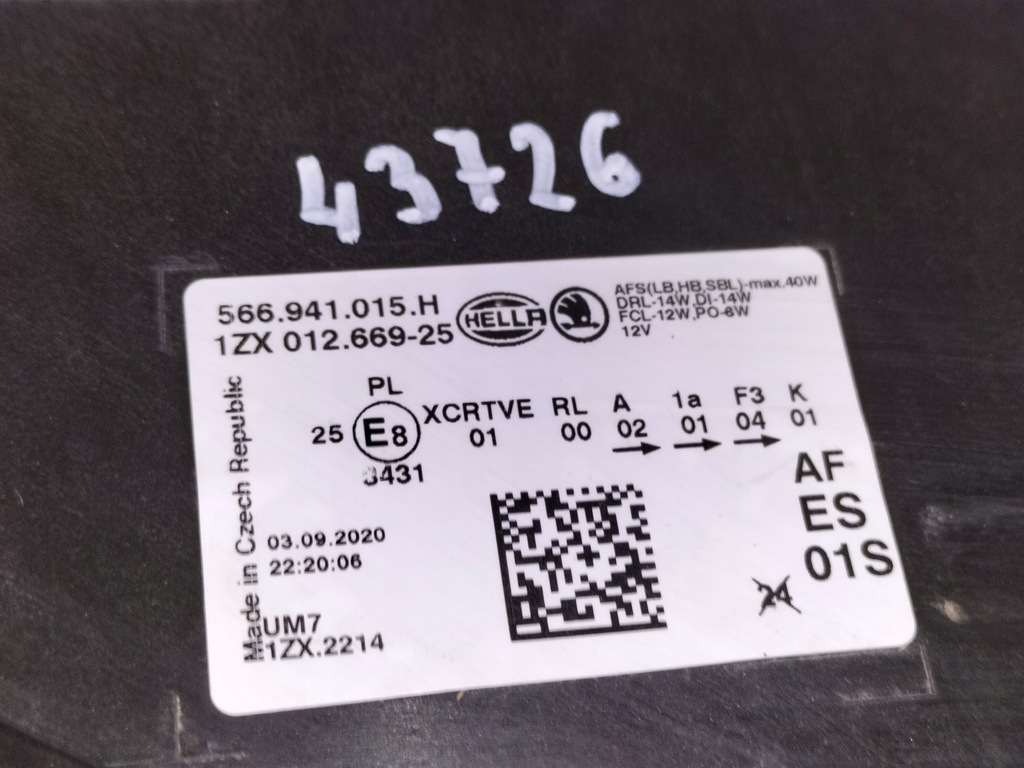 43726
566.941.015.H
1ZX 012.669-25
HELLA
AFS(LB,HB,SBL)-max.40W
DRL-14W,DI-14W
FCL-12W,PO-6W
12V
Made in Czech Republic
PL
25 E8
3431
XCRTVE RL A 1a F3 K
01 00 02 01 04 01
AF
ES
01S
03.09.2020
22:20:06
24
UM7
1ZX.2214